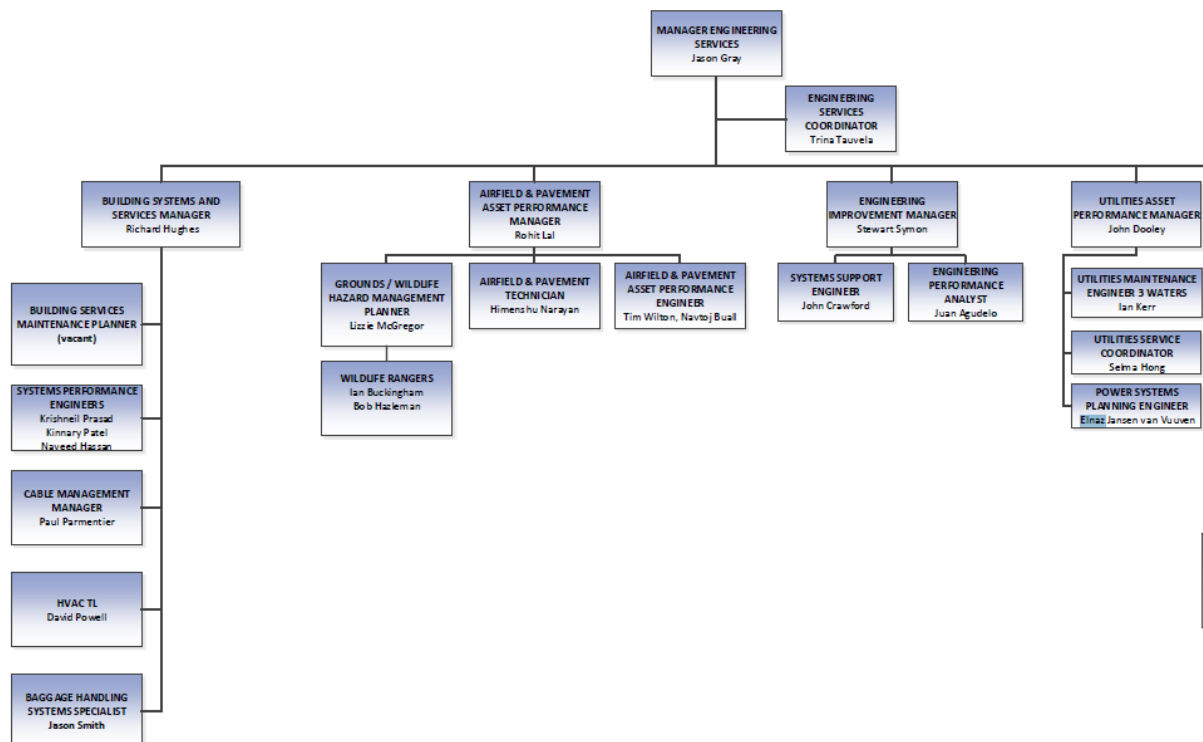 MANAGER ENGINEERING
SERVICES
Jason Gray
ENGINEERING
SERVICES
COORDINATOR
Trina Tauvela
BUILDING SYSTEMS AND
SERVICES MANAGER
Richard Hughes
AIRFIELD & PAVEMENT
ASSET PERFORMANCE
MANAGER
Rohit Lal
ENGINEERING
IMPROVEMENT MANAGER
Stewart Symon
UTILITIES ASSET
PERFORMANCE MANAGER
John Dooley
BUILDING SERVICES
MAINTENANCE PLANNER
(vacant)
SYSTEMS PERFORMANCE
ENGINEERS
Krishneil Prasad
Kinnary Patel
Naveed Hassan
CABLE MANAGEMENT
MANAGER
Paul Parmentier
HVAC TL
David Powell
BAGGAGE HANDLING
SYSTEMS SPECIALIST
Jason Smith
GROUNDS / WILDLIFE
HAZARD MANAGEMENT
PLANNER
Lizzie McGregor
WILDLIFE RANGERS
Ian Buckingham
Bob Hazleman
AIRFIELD & PAVEMENT
TECHNICIAN
Himenshu Narayan
AIRFIELD & PAVEMENT
ASSET PERFORMANCE
ENGINEER
Tim Wilton, Navtoj Buall
SYSTEMS SUPPORT
ENGINEER
John Crawford
ENGINEERING
PERFORMANCE
ANALYST
Juan Agudelo
UTILITIES MAINTENANCE
ENGINEER 3 WATERS
Ian Kerr
UTILITIES SERVICE
COORDINATOR
Selma Hong
POWER SYSTEMS
PLANNING ENGINEER
Elnaz Jansen van Vuuven